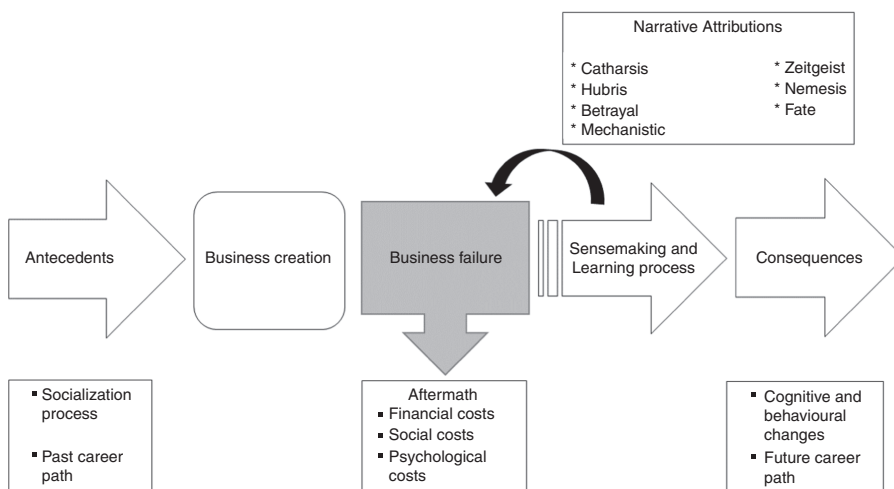 Narrative Attributions
* Catharsis
* Hubris
* Betrayal
* Mechanistic
* Zeitgeist
* Nemesis
* Fate
Antecedents
Business creation
Business failure
Sensemaking and
Learning process
Consequences
▪ Socialization
process
▪ Past career
path
Aftermath
▪ Financial costs
▪ Social costs
▪ Psychological
costs
▪ Cognitive and
behavioural
changes
▪ Future career
path